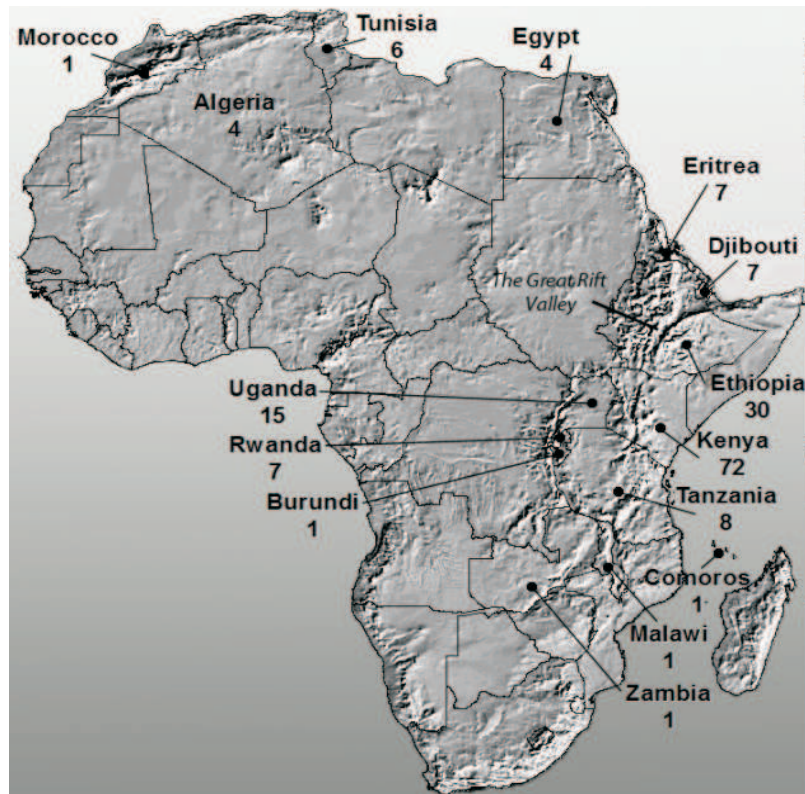 Morocco
1
Tunisia
6
Egypt
4
Algeria
4
Eritrea
7
Djibouti
7
The Great Rift
Valley
Ethiopia
30
Uganda
15
Rwanda
7
Kenya
72
Burundi
1
Tanzania
8
Comoros
1
Malawi
1
Zambia
1